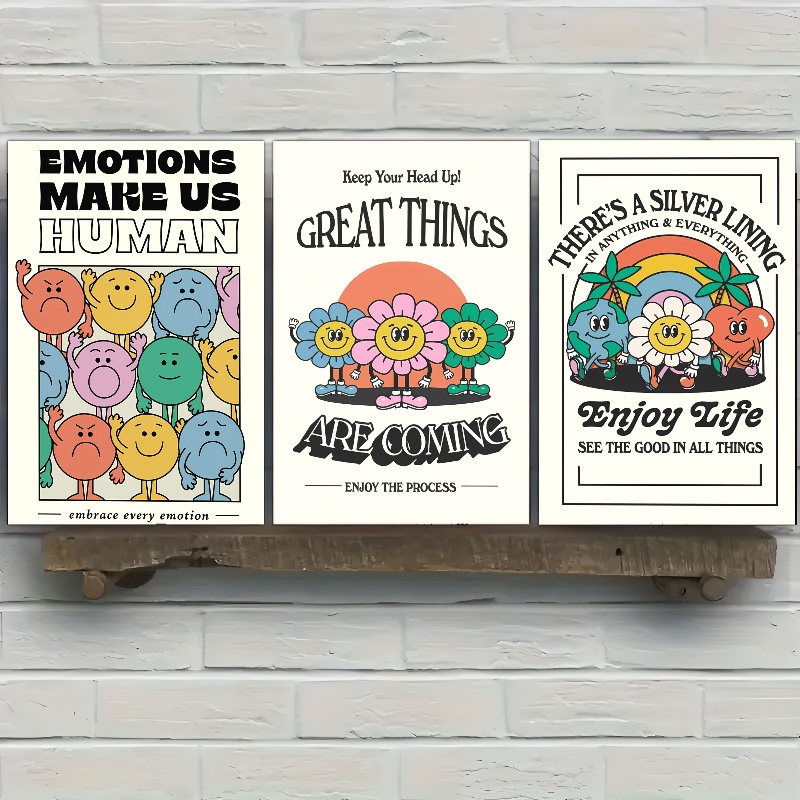 EMOTIONS
MAKE US
HUMAN
embrace every emotion
Keep Your Head Up!
GREAT THINGS
ARE COMING
ENJOY THE PROCESS
THERE'S A SILVER LINING
IN ANYTHING & EVERYTHING
Enjoy Life
SEE THE GOOD IN ALL THINGS